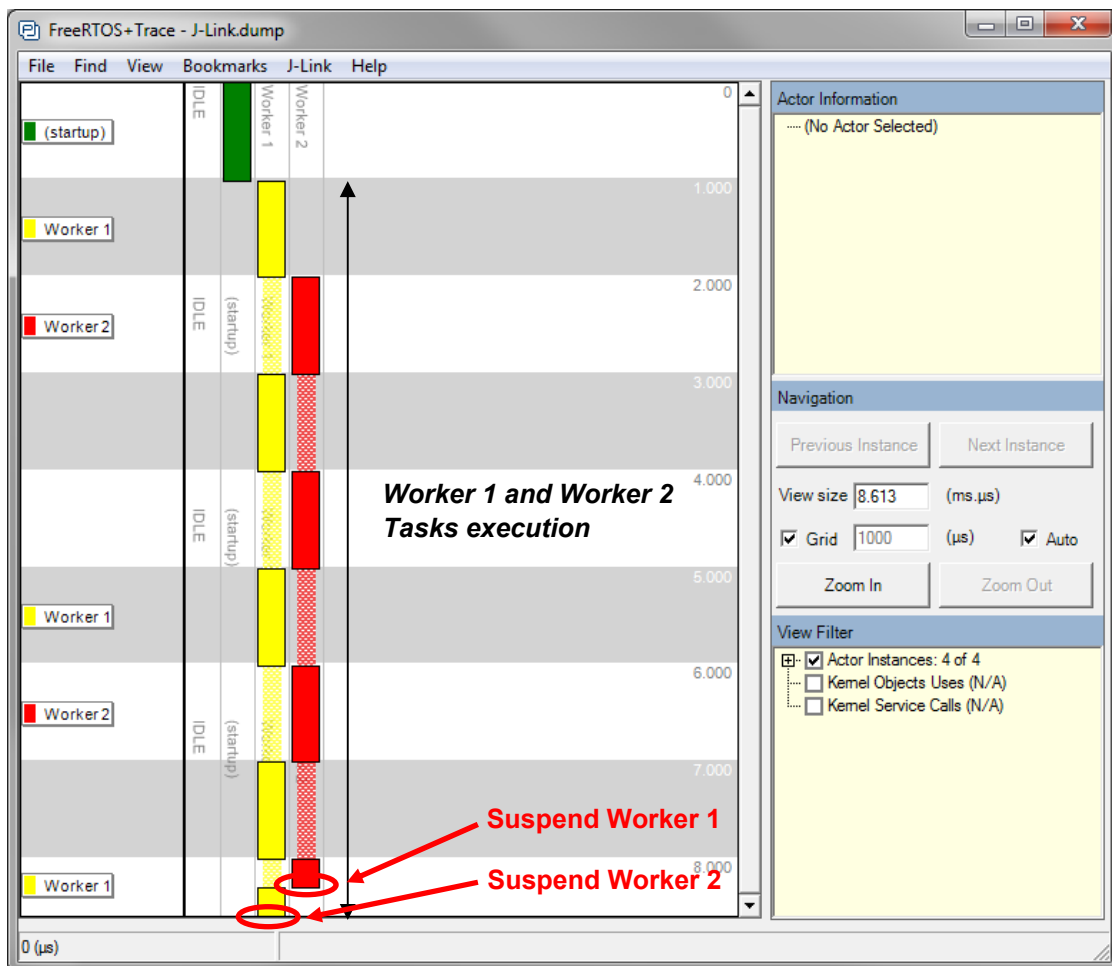 FreeRTOS+Trace - J-Link.dump
File Find View Bookmarks J-Link Help
IDLE
Worker 1
Worker 2
0
(startup)
1.000
Worker 1
2.000
IDLE
(startup)
Worker 1
Worker 2
3.000
4.000
IDLE
(startup)
Worker
Worker 1 and Worker 2
Tasks execution
5.000
Worker 1
6.000
Worker 2
IDLE
(startup)
7.000
Suspend Worker 1
8.000
Worker 1
Suspend Worker 2
0 (µs)
Actor Information
(No Actor Selected)
Navigation
Previous Instance Next Instance
View size 8.613 (ms.µs)
Grid 1000 (µs) Auto
Zoom In Zoom Out
View Filter
Actor Instances: 4 of 4
Kernel Objects Uses (N/A)
Kernel Service Calls (N/A)